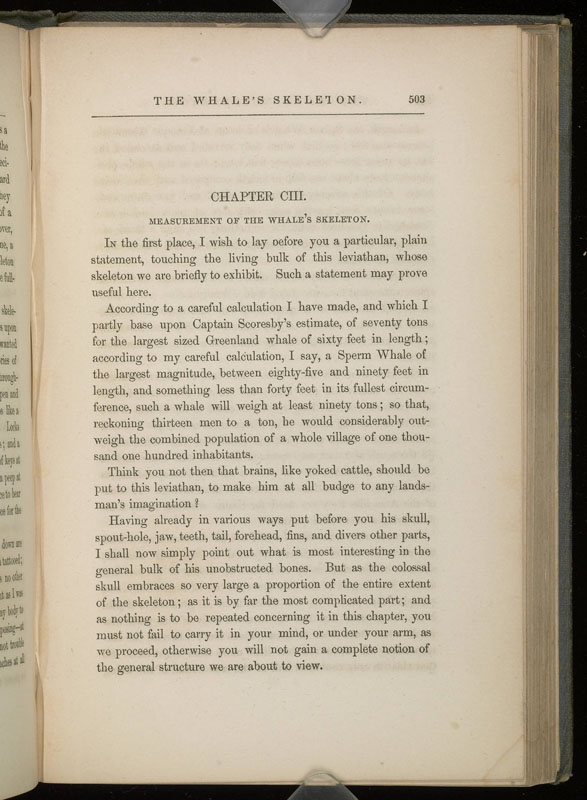 THE WHALE'S SKELETON. 503
CHAPTER CIII.
MEASUREMENT OF THE WHALE'S SKELETON.
In the first place, I wish to lay before you a particular, plain
statement, touching the living bulk of this leviathan, whose
skeleton we are briefly to exhibit. Such a statement may prove
useful here.
According to a careful calculation I have made, and which I
partly base upon Captain Scoresby's estimate, of seventy tons
for the largest sized Greenland whale of sixty feet in length;
according to my careful calculation, I say, a Sperm Whale of
the largest magnitude, between eighty-five and ninety feet in
length, and something less than forty feet in its fullest circum-
ference, such a whale will weigh at least ninety tons; so that,
reckoning thirteen men to a ton, he would considerably out-
weigh the combined population of a whole village of one thou-
sand one hundred inhabitants.
Think you not then that brains, like yoked cattle, should be
put to this leviathan, to make him at all budge to any lands-
man's imagination?
Having already in various ways put before you his skull,
spout-hole, jaw, teeth, tail, forehead, fins, and divers other parts,
I shall now simply point out what is most interesting in the
general bulk of his unobstructed bones. But as the colossal
skull embraces so very large a proportion of the entire extent
of the skeleton; as it is by far the most complicated part; and
as nothing is to be repeated concerning it in this chapter, you
must not fail to carry it in your mind, or under your arm, as
we proceed, otherwise you will not gain a complete notion of
the general structure we are about to view.